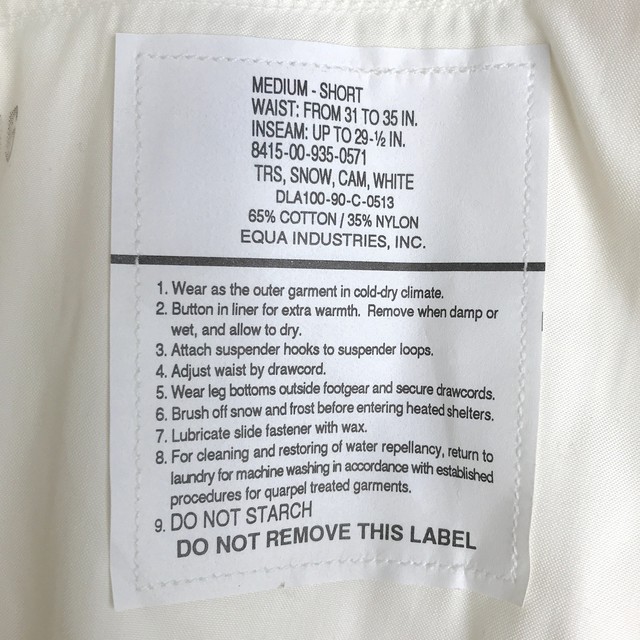 MEDIUM - SHORT
WAIST: FROM 31 TO 35 IN.
INSEAM: UP TO 29-½ IN.
8415-00-935-0571
TRS, SNOW, CAM, WHITE
DLA100-90-C-0513
65% COTTON / 35% NYLON
EQUA INDUSTRIES, INC.
1. Wear as the outer garment in cold-dry climate.
2. Button in liner for extra warmth. Remove when damp or
wet, and allow to dry.
3. Attach suspender hooks to suspender loops.
4. Adjust waist by drawcord.
5. Wear leg bottoms outside footgear and secure drawcords.
6. Brush off snow and frost before entering heated shelters.
7. Lubricate slide fastener with wax.
8. For cleaning and restoring of water repellancy, return to
laundry for machine washing in accordance with established
procedures for quarpel treated garments.
9. DO NOT STARCH
DO NOT REMOVE THIS LABEL